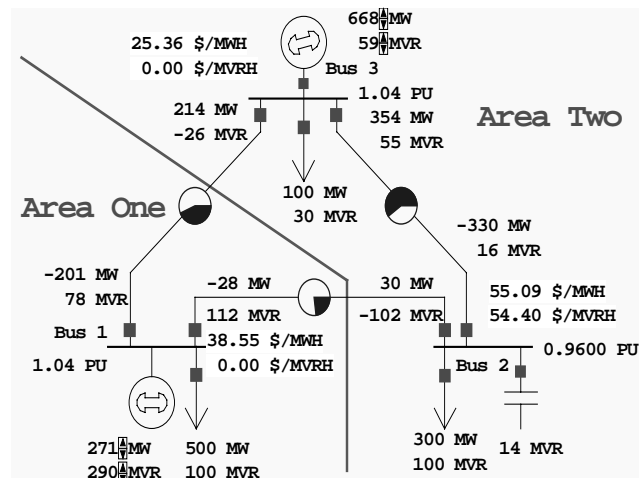 668 MW
59 MVR
25.36 $/MWH
0.00 $/MVRH
Bus 3
1.04 PU
214 MW
-26 MVR
354 MW
55 MVR
Area Two
100 MW
30 MVR
Area One
-330 MW
16 MVR
-201 MW
78 MVR
-28 MW
112 MVR
30 MW
-102 MVR
55.09 $/MWH
54.40 $/MVRH
Bus 1
1.04 PU
38.55 $/MWH
0.00 $/MVRH
Bus 2
0.9600 PU
271 MW
290 MVR
500 MW
100 MVR
300 MW
100 MVR
14 MVR